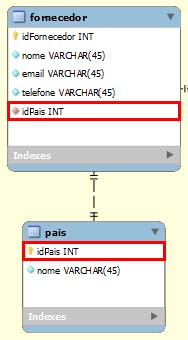 fornecedor
idFornecedor INT
nome VARCHAR(45)
email VARCHAR(45)
telefone VARCHAR(45)
idPais INT
Indexes
pais
idPais INT
nome VARCHAR(45)
Indexes